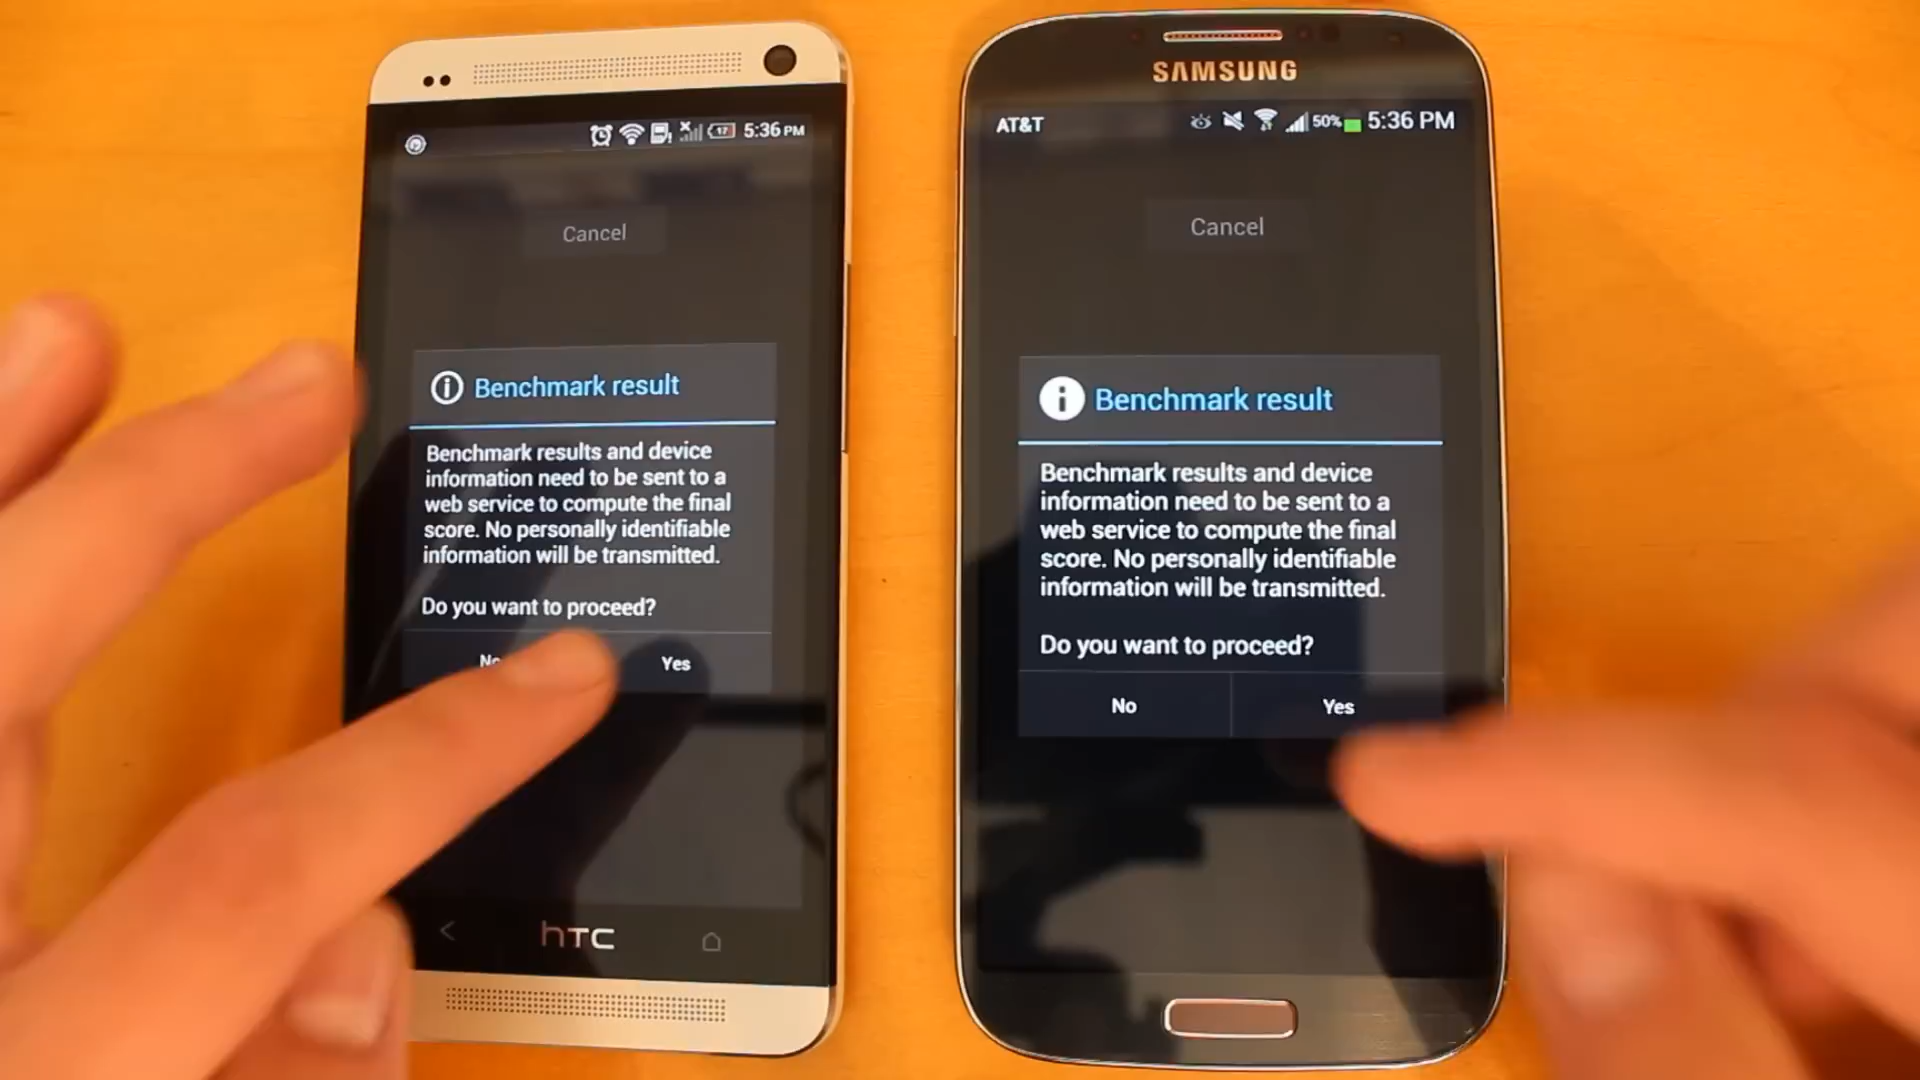 17 5:36 PM
Cancel
Benchmark result
Benchmark results and device
information need to be sent to a
web service to compute the final
score. No personally identifiable
information will be transmitted.
Do you want to proceed?
No Yes
hTC
SAMSUNG
AT&T 50% 5:36 PM
Cancel
Benchmark result
Benchmark results and device
information need to be sent to a
web service to compute the final
score. No personally identifiable
information will be transmitted.
Do you want to proceed?
No Yes